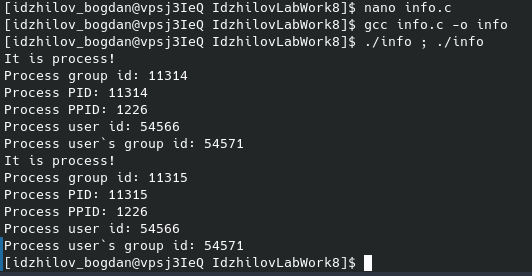 [idzhilov_bogdan@vpsj3IeQ IdzhilovLabWork8]$ nano info.c
[idzhilov_bogdan@vpsj3IeQ IdzhilovLabWork8]$ gcc info.c -o info
[idzhilov_bogdan@vpsj3IeQ IdzhilovLabWork8]$ ./info ; ./info
It is process!
Process group id: 11314
Process PID: 11314
Process PPID: 1226
Process user id: 54566
Process user`s group id: 54571
It is process!
Process group id: 11315
Process PID: 11315
Process PPID: 1226
Process user id: 54566
Process user`s group id: 54571
[idzhilov_bogdan@vpsj3IeQ IdzhilovLabWork8]$